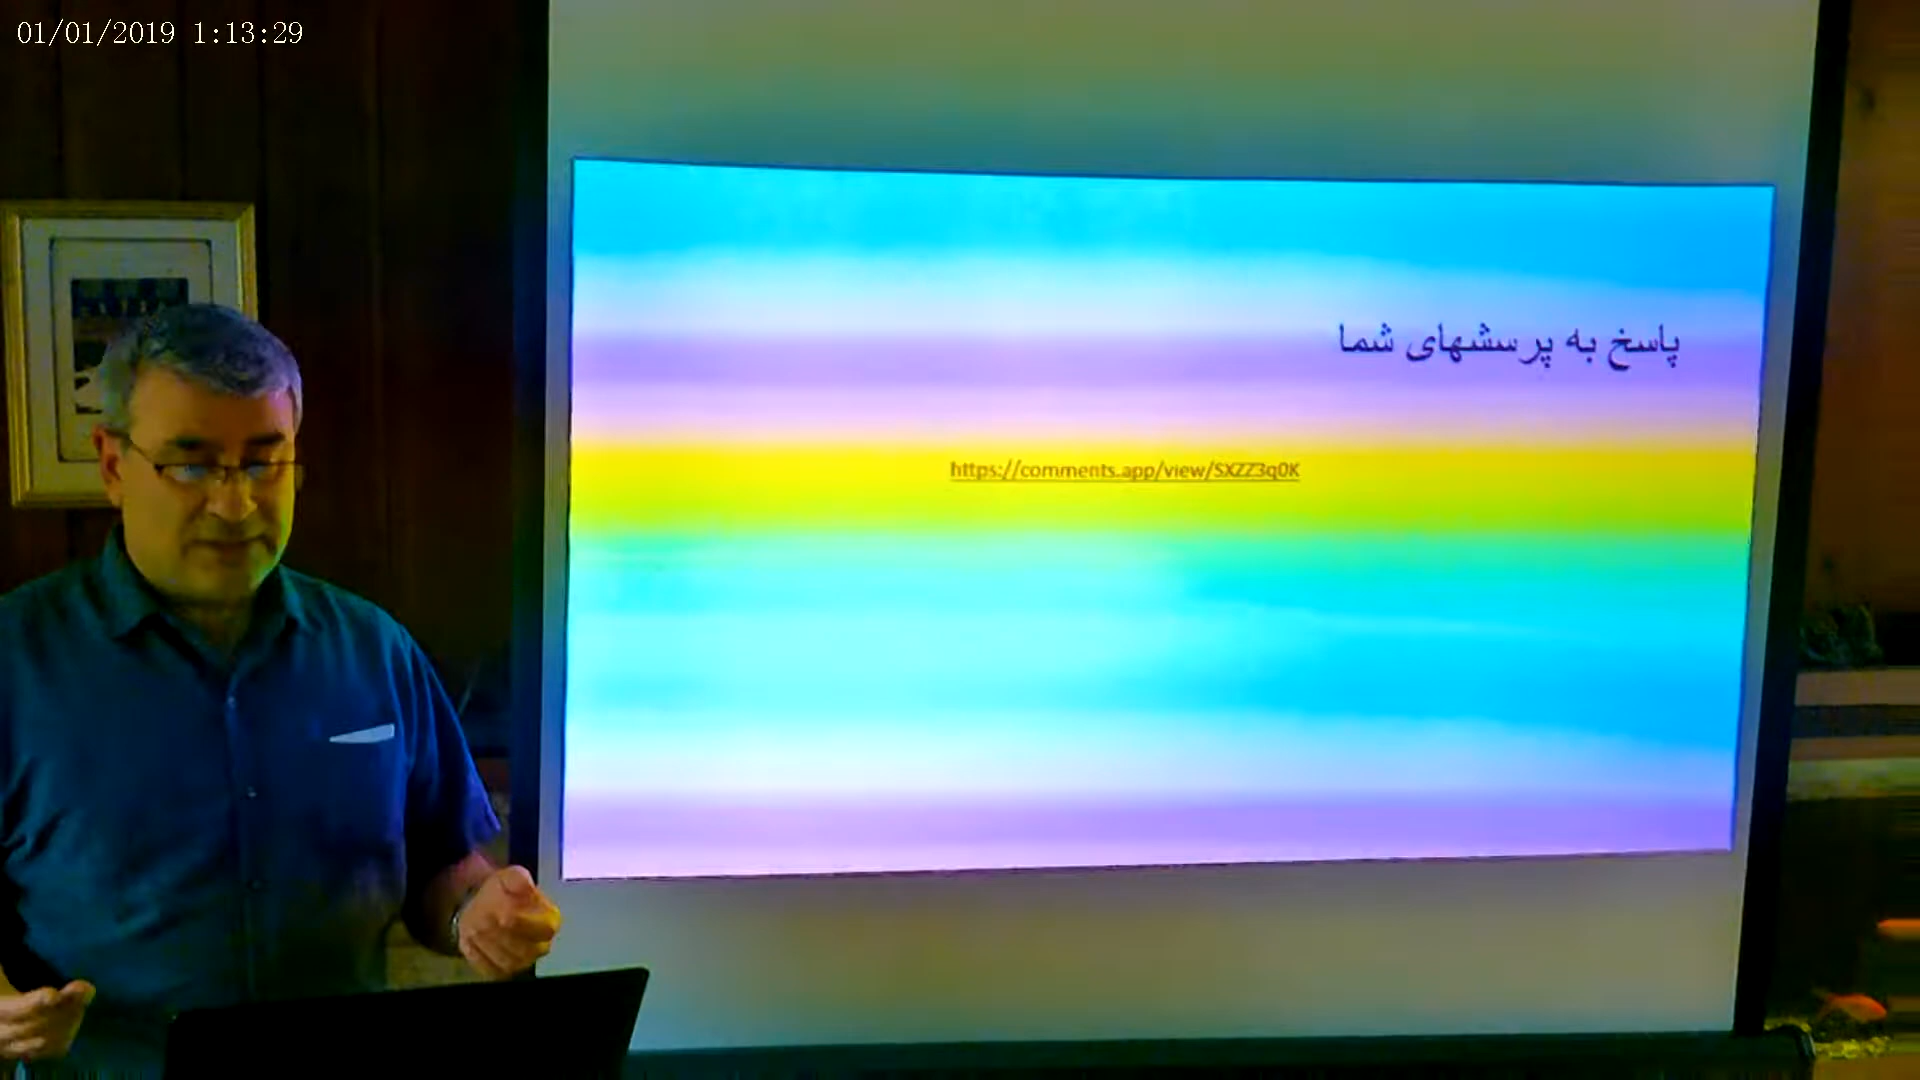 01/01/2019 1:13:29
پاسخ به پرسشهای شما
https://comments.app/view/SXZZ3q0K